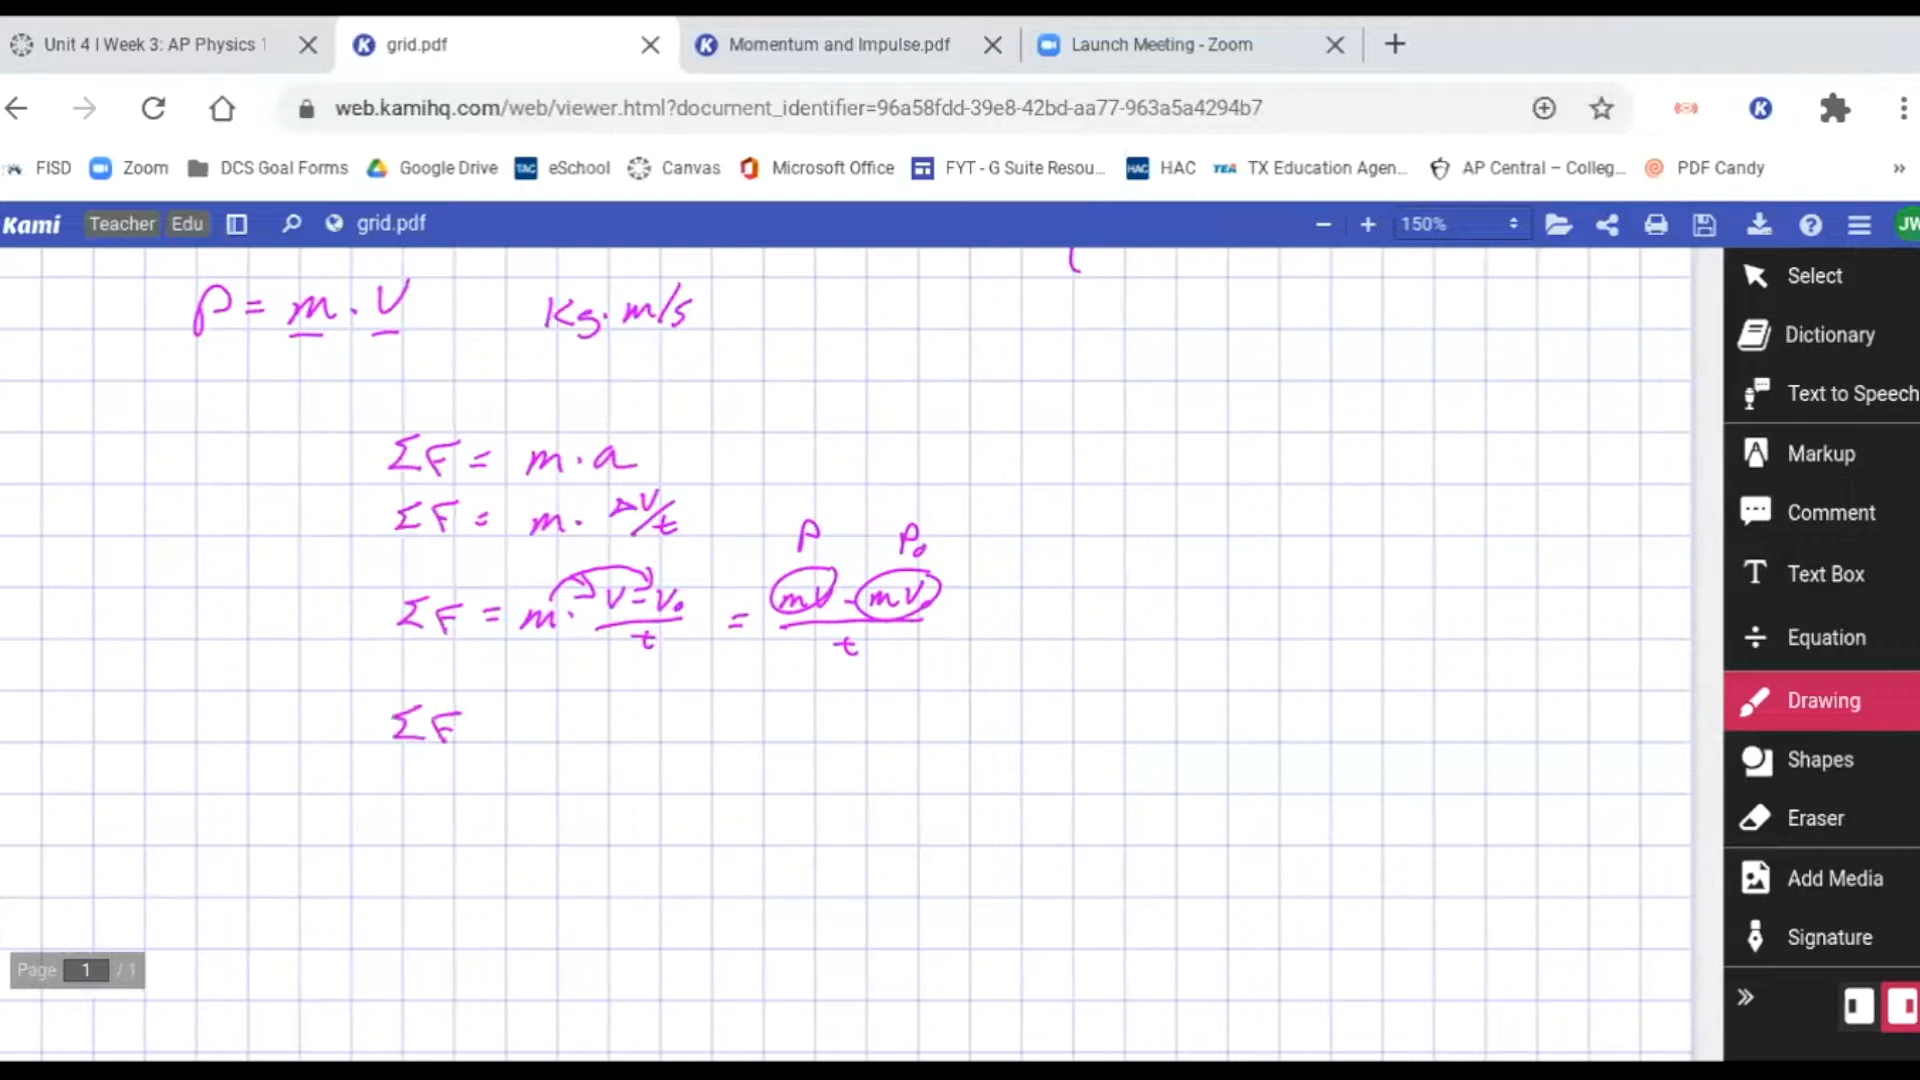 Unit 4 | Week 3: AP Physics 1
grid.pdf
Momentum and Impulse.pdf
Launch Meeting - Zoom
web.kamihq.com/web/viewer.html?document_identifier=96a58fdd-39e8-42bd-aa77-963a5a4294b7
FISD Zoom DCS Goal Forms Google Drive TAC eSchool Canvas Microsoft Office FYT - G Suite Resou... HAC HAC TEA TX Education Agen... AP Central – Colleg... PDF Candy »
Kami Teacher Edu grid.pdf 150% JW
P = m · V kg · m/s
ΣF = m · a
ΣF = m · ΔV/t
P P₀
ΣF = m · V - V₀ / t = mV - mV₀ / t
ΣF
Select
Dictionary
Text to Speech
Markup
Comment
Text Box
Equation
Drawing
Shapes
Eraser
Add Media
Signature
Page 1 / 1